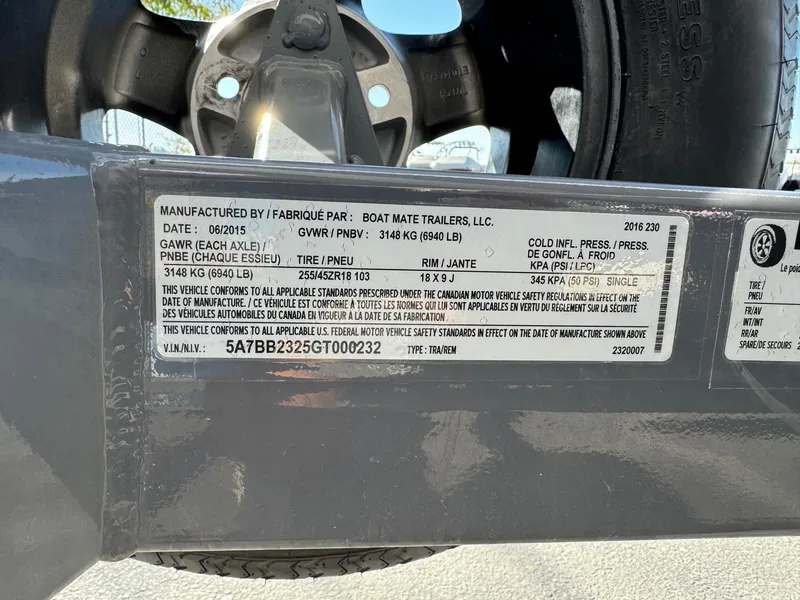 ESS
MANUFACTURED BY / FABRIQUÉ PAR : BOAT MATE TRAILERS, LLC. 2016 230
DATE : 06/2015 GVWR / PNBV : 3148 KG (6940 LB)
GAWR (EACH AXLE) / COLD INFL. PRESS. / PRESS.
PNBE (CHAQUE ESSIEU) TIRE / PNEU RIM / JANTE DE GONFL. À FROID
KPA (PSI / LPC)
3148 KG (6940 LB) 255/45ZR18 103 18 X 9 J 345 KPA (50 PSI) SINGLE
THIS VEHICLE CONFORMS TO ALL APPLICABLE STANDARDS PRESCRIBED UNDER THE CANADIAN MOTOR VEHICLE SAFETY REGULATIONS IN EFFECT ON THE
DATE OF MANUFACTURE. / CE VÉHICULE EST CONFORME À TOUTES LES NORMES QUI LUI SONT APPLICABLES EN VERTU DU RÈGLEMENT SUR LA SÉCURITÉ
DES VÉHICULES AUTOMOBILES DU CANADA EN VIGUEUR À LA DATE DE SA FABRICATION
THIS VEHICLE CONFORMS TO ALL APPLICABLE U.S. FEDERAL MOTOR VEHICLE SAFETY STANDARDS IN EFFECT ON THE DATE OF MANUFACTURE SHOWN ABOVE
V.I.N./N.I.V. : 5A7BB2325GT000232 TYPE : TRA/REM 2320007
Le poi
TIRE /
PNEU
FR/AV
INT/INT
RR/AR
SPARE/DE SECOURS 2